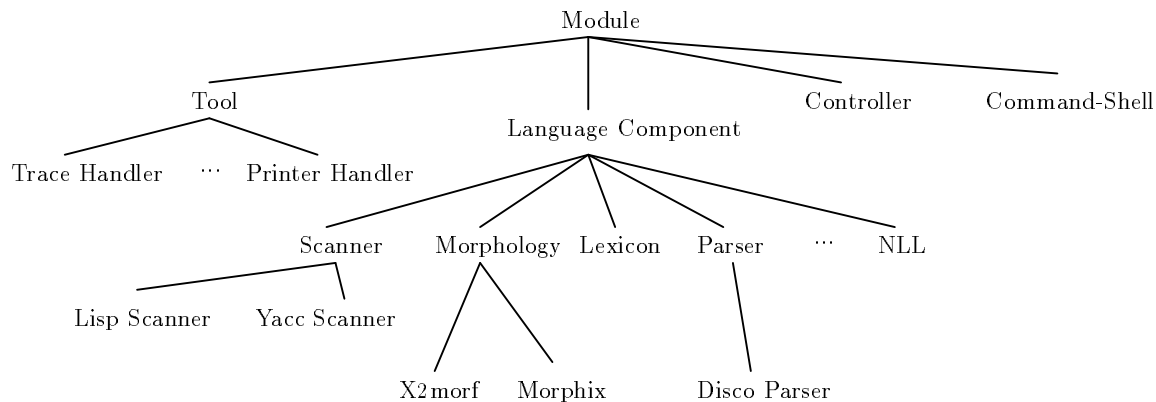 Module
Tool
Controller
Command-Shell
Language Component
Trace Handler
...
Printer Handler
Scanner
Morphology
Lexicon
Parser
...
NLL
Lisp Scanner
Yacc Scanner
X2morf
Morphix
Disco Parser